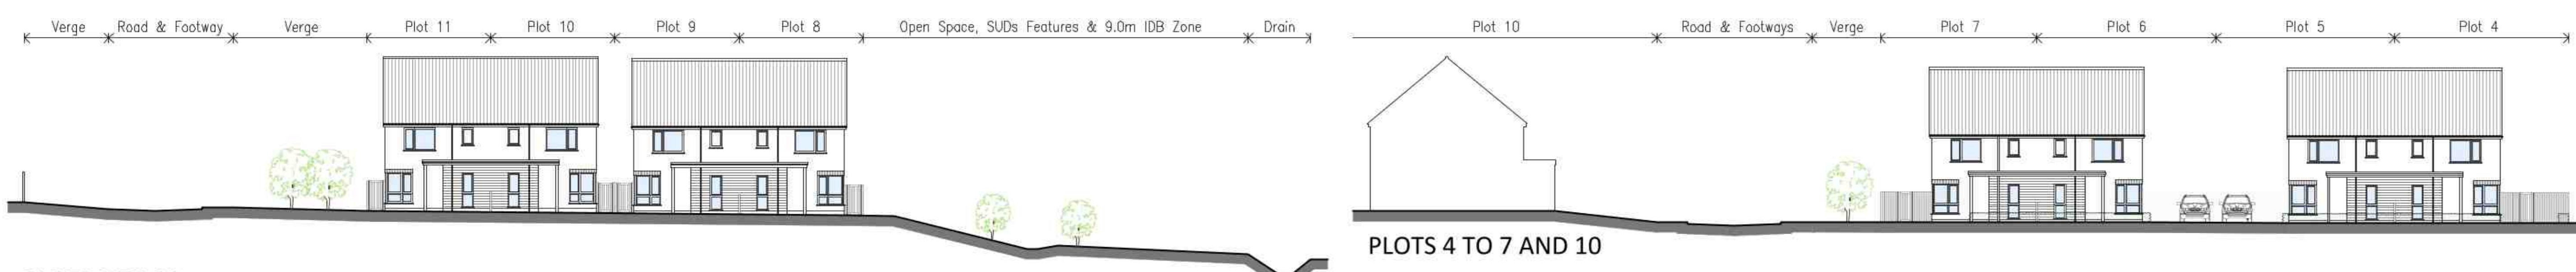 Verge Road & Footway Verge Plot 11 Plot 10 Plot 9 Plot 8 Open Space, SUDs Features & 9.0m IDB Zone Drain
Plot 10 Road & Footways Verge Plot 7 Plot 6 Plot 5 Plot 4
PLOTS 4 TO 7 AND 10